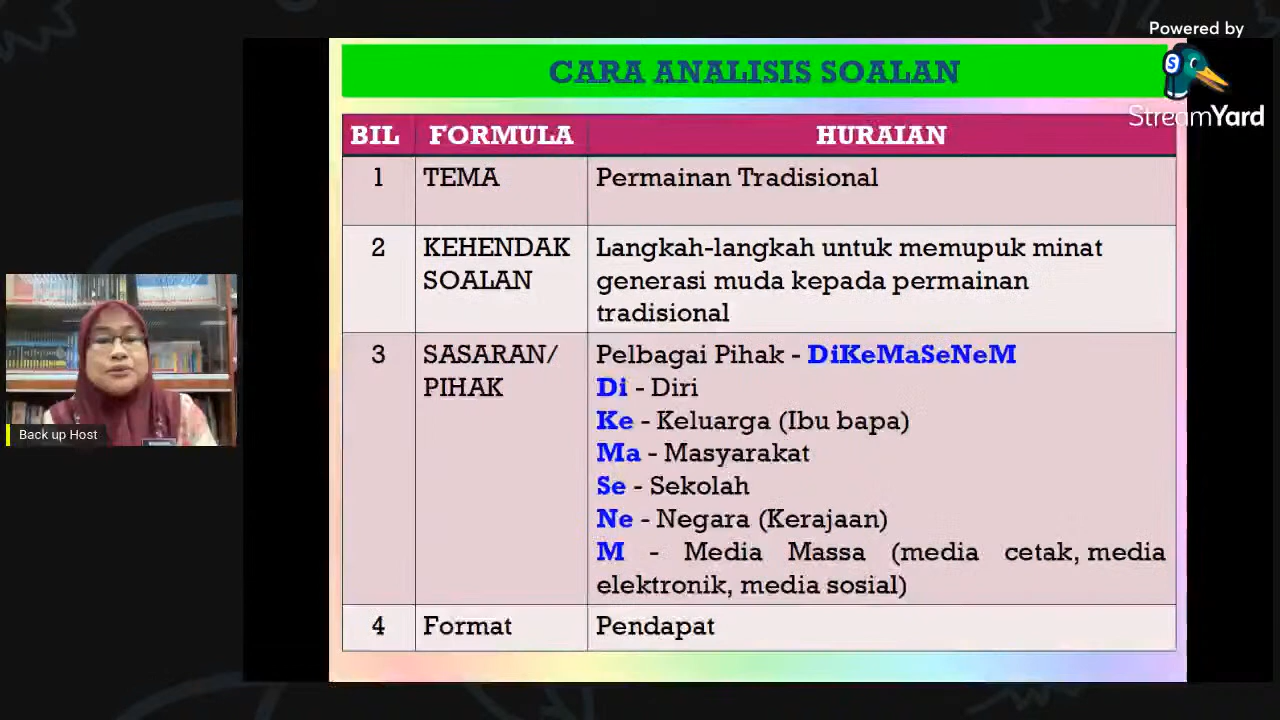 Powered by
StreamYard
CARA ANALISIS SOALAN
BIL FORMULA HURAIAN
1 TEMA Permainan Tradisional
2 KEHENDAK SOALAN Langkah-langkah untuk memupuk minat
generasi muda kepada permainan
tradisional
3 SASARAN/ PIHAK Pelbagai Pihak - DiKeMaSeNeM
Di - Diri
Ke - Keluarga (Ibu bapa)
Ma - Masyarakat
Se - Sekolah
Ne - Negara (Kerajaan)
M - Media Massa (media cetak, media
elektronik, media sosial)
4 Format Pendapat
Back up Host